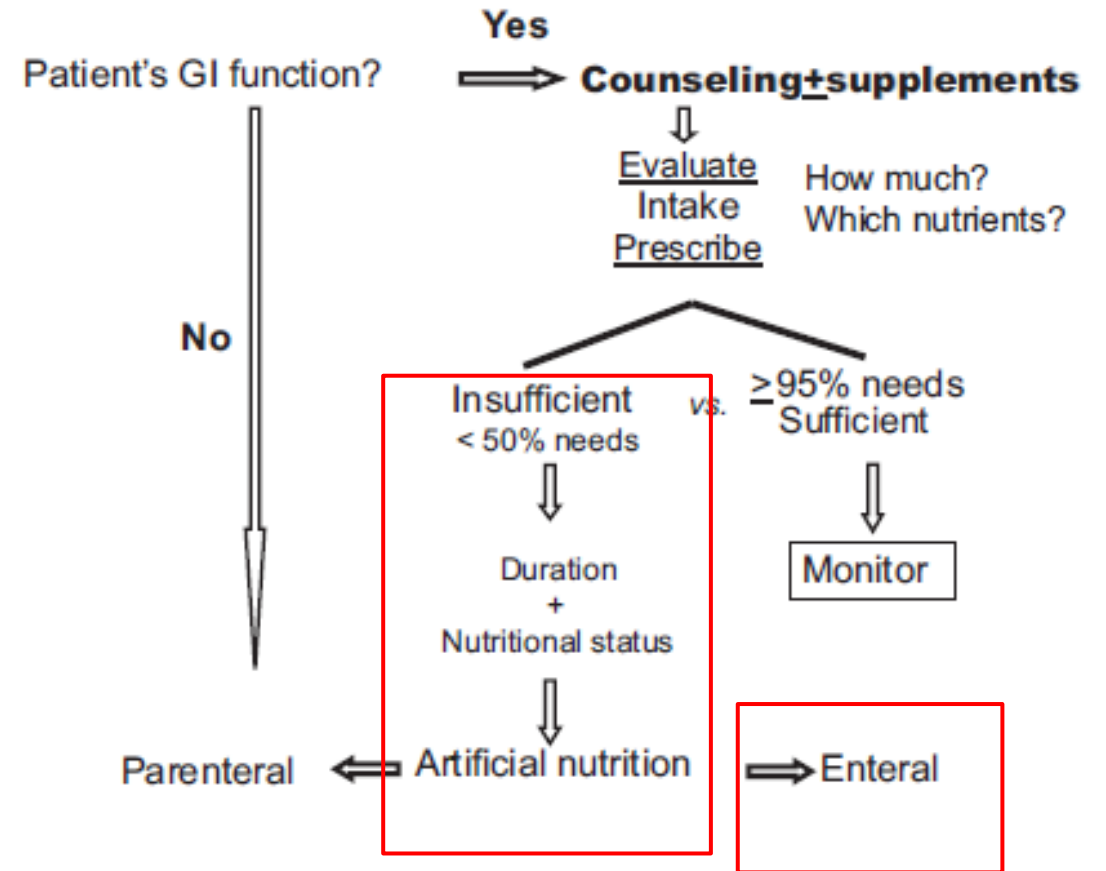 Yes
Patient's GI function?
Counseling±supplements
Evaluate
Intake
Prescribe
How much?
Which nutrients?
No
Insufficient
< 50% needs
vs.
≥95% needs
Sufficient
Duration
+
Nutritional status
Monitor
Parenteral
Artificial nutrition
Enteral